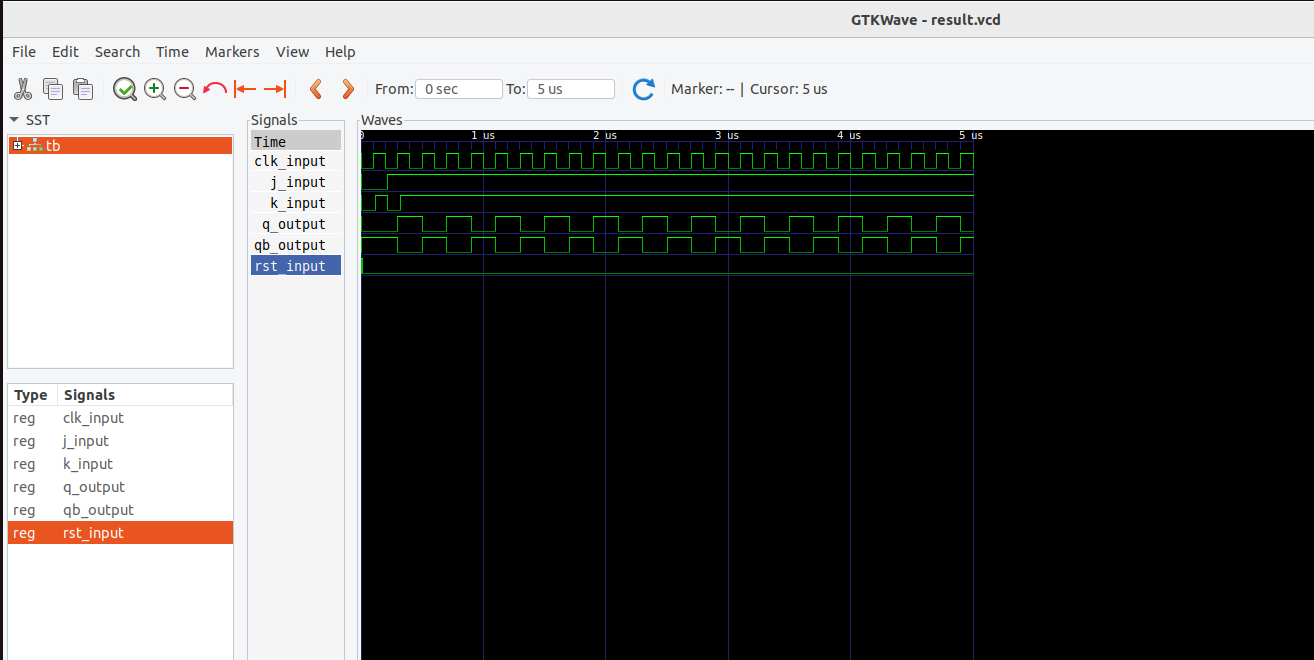 GTKWave - result.vcd
File Edit Search Time Markers View Help
From: 0 sec To: 5 us Marker: -- | Cursor: 5 us
SST
tb
Type Signals
reg clk_input
reg j_input
reg k_input
reg q_output
reg qb_output
reg rst_input
Signals
Time
clk_input
j_input
k_input
q_output
qb_output
rst_input
Waves
0 1 us 2 us 3 us 4 us 5 us